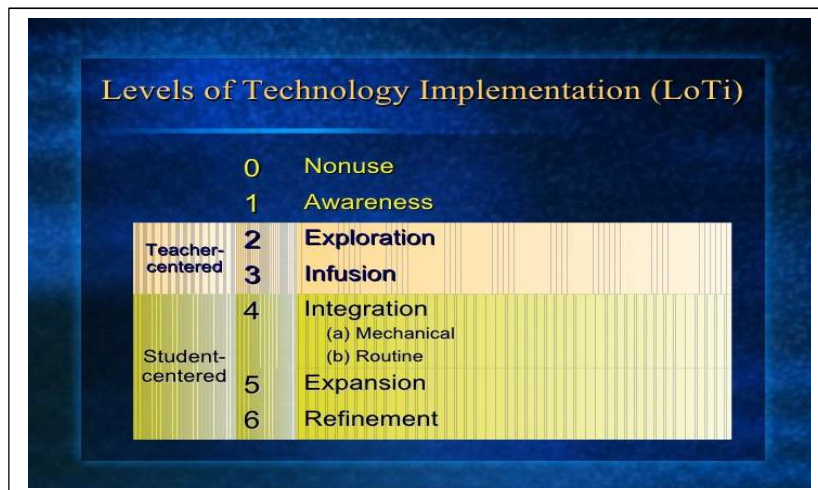 Levels of Technology Implementation (LoTi)
0 Nonuse
1 Awareness
Teacher-centered
2 Exploration
3 Infusion
Student-centered
4 Integration
(a) Mechanical
(b) Routine
5 Expansion
6 Refinement